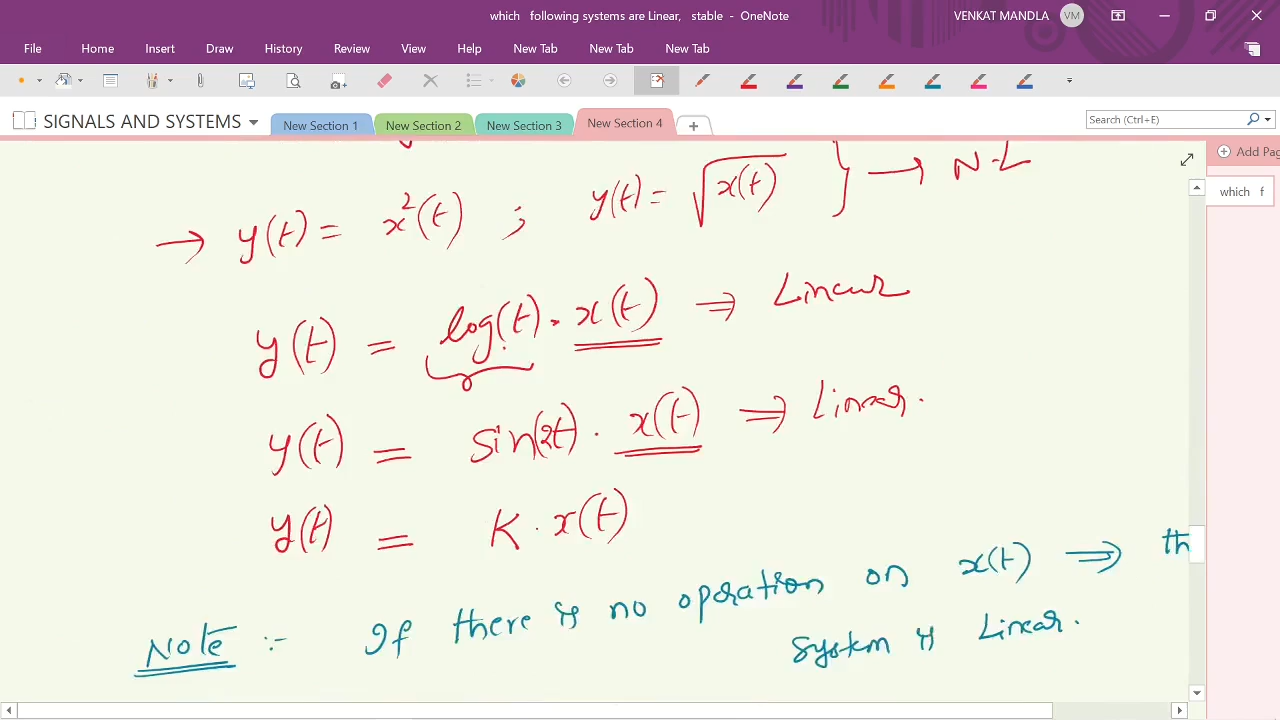 which following systems are Linear, stable - OneNote
VENKAT MANDLA VM
File Home Insert Draw History Review View Help New Tab New Tab New Tab
SIGNALS AND SYSTEMS New Section 1 New Section 2 New Section 3 New Section 4
Search (Ctrl+E)
Add Pag
which f
→ y(t) = x²(t) ; y(t) = √x(t) } → N-L
y(t) = log(t) · x(t) ⇒ Linear
y(t) = sin(2t) · x(t) ⇒ Linear.
y(t) = K · x(t)
Note :- If there is no operation on x(t) ⇒ th
system is Linear.